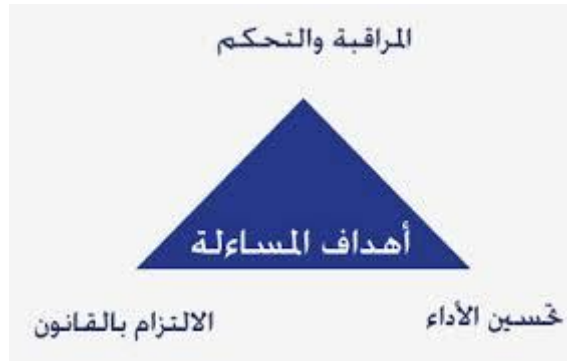 المراقبة والتحكم
أهداف المساءلة
تحسين الأداء
الالتزام بالقانون